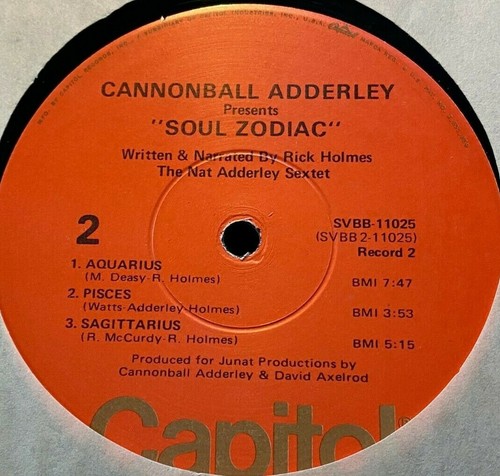 CANNONBALL ADDERLEY
Presents
"SOUL ZODIAC"
Written & Narrated By Rick Holmes
The Nat Adderley Sextet
2
SVBB-11025
(SVBB 2-11025)
Record 2
1. AQUARIUS
(M. Deasy-R. Holmes)
BMI 7:47
2. PISCES
(Watts-Adderley-Holmes)
BMI 3:53
3. SAGITTARIUS
(R. McCurdy-R. Holmes)
BMI 5:15
Produced for Junat Productions by
Cannonball Adderley & David Axelrod
Capitol